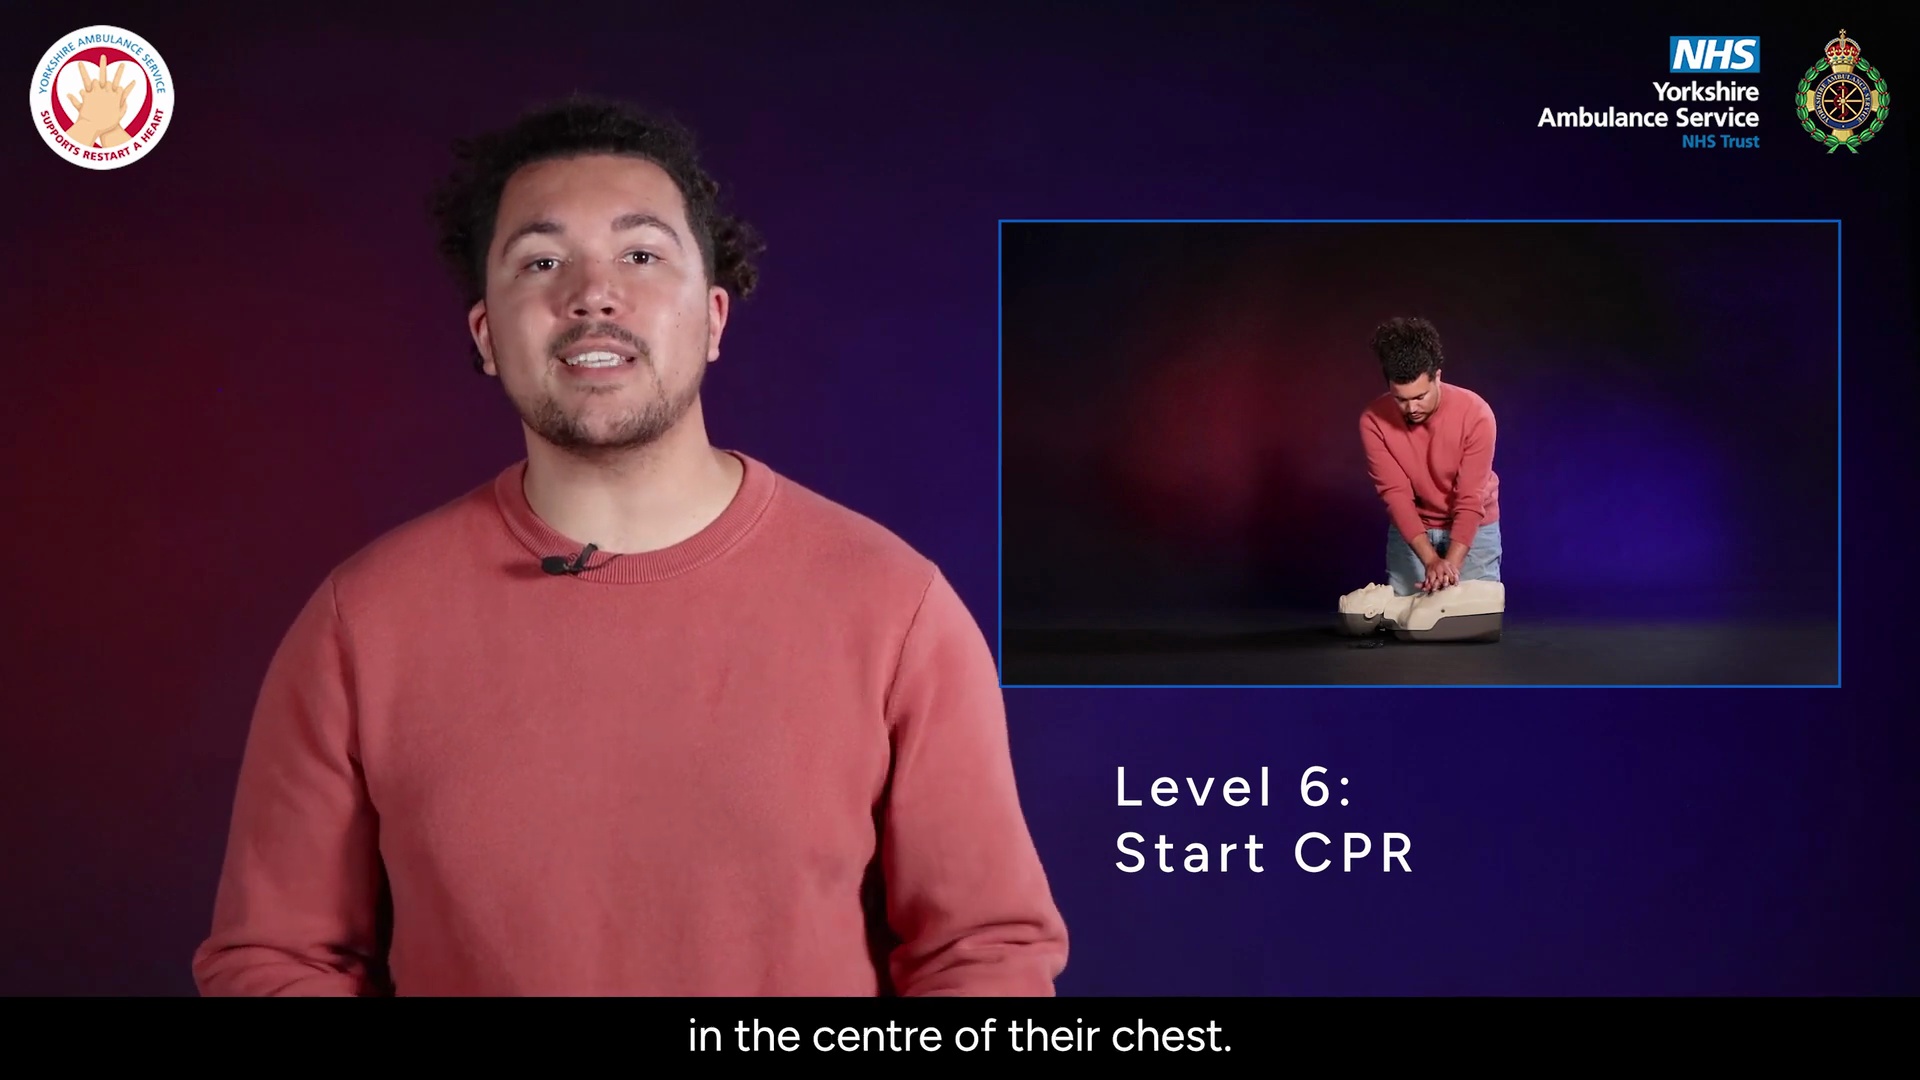 YORKSHIRE AMBULANCE SERVICE
SUPPORTS RESTART A HEART
NHS
Yorkshire
Ambulance Service
NHS Trust
Level 6:
Start CPR
in the centre of their chest.